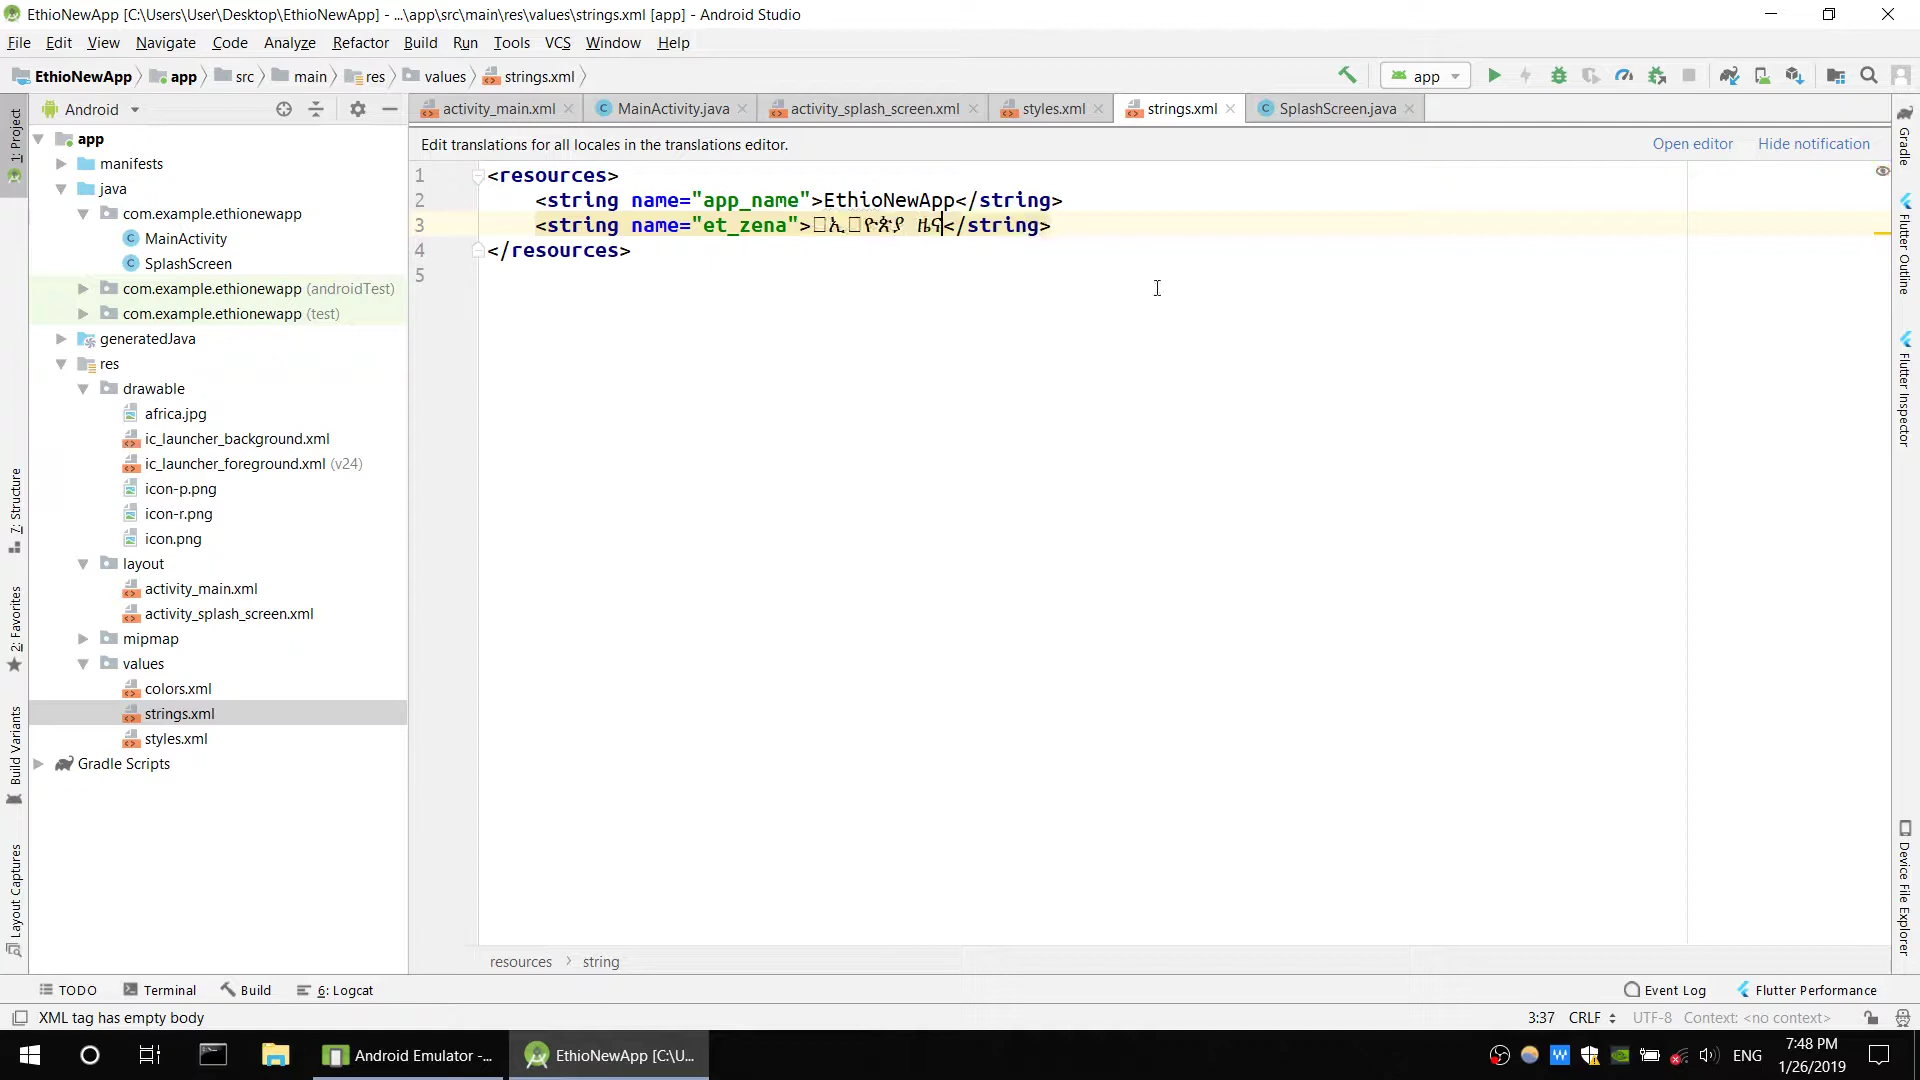 EthioNewApp [C:\Users\User\Desktop\EthioNewApp] - ...\app\src\main\res\values\strings.xml [app] - Android Studio
File Edit View Navigate Code Analyze Refactor Build Run Tools VCS Window Help
EthioNewApp app src main res values strings.xml app
Android
activity_main.xml MainActivity.java activity_splash_screen.xml styles.xml strings.xml SplashScreen.java
Edit translations for all locales in the translations editor. Open editor Hide notification
1 <resources>
2 <string name="app_name">EthioNewApp</string>
3 <string name="et_zena">□ኢ□ዮጵያ ዜና</string>
4 </resources>
5
app
manifests
java
com.example.ethionewapp
MainActivity
SplashScreen
com.example.ethionewapp (androidTest)
com.example.ethionewapp (test)
generatedJava
res
drawable
africa.jpg
ic_launcher_background.xml
ic_launcher_foreground.xml (v24)
icon-p.png
icon-r.png
icon.png
layout
activity_main.xml
activity_splash_screen.xml
mipmap
values
colors.xml
strings.xml
styles.xml
Gradle Scripts
1: Project
7: Structure
2: Favorites
Build Variants
Layout Captures
Gradle
Flutter Outline
Flutter Inspector
Device File Explorer
resources string
TODO Terminal Build 6: Logcat Event Log Flutter Performance
XML tag has empty body 3:37 CRLF UTF-8 Context: <no context>
Android Emulator -... EthioNewApp [C:\U... ENG 7:48 PM
1/26/2019